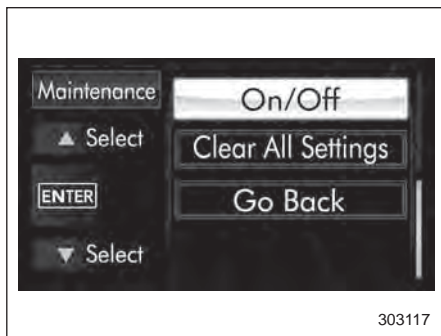 Maintenance
▲ Select
ENTER
▼ Select
On/Off
Clear All Settings
Go Back
303117